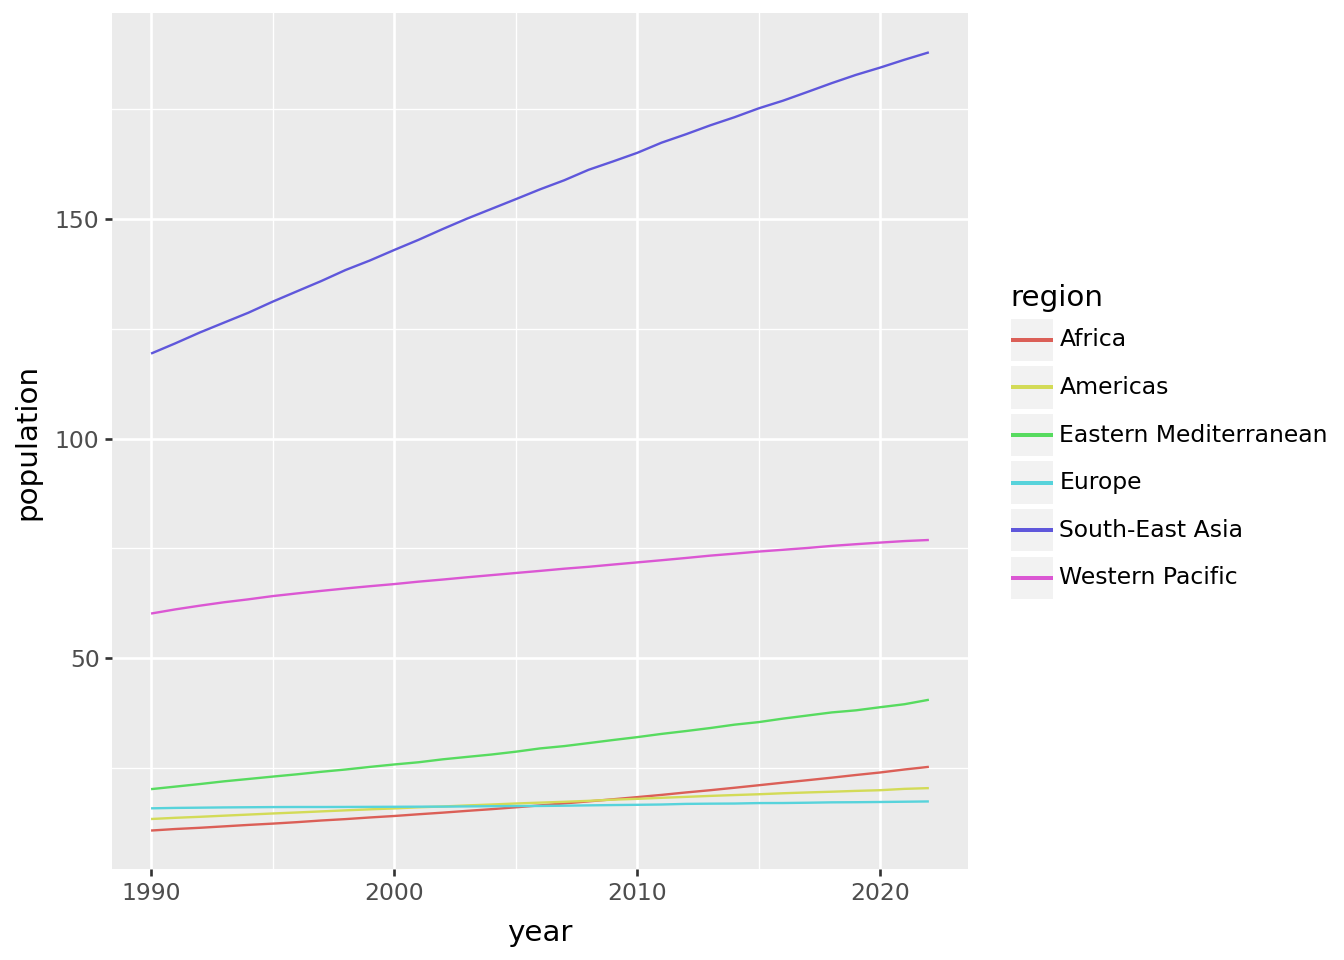 150
100
50
population
1990
2000
2010
2020
year
region
Africa
Americas
Eastern Mediterranean
Europe
South-East Asia
Western Pacific